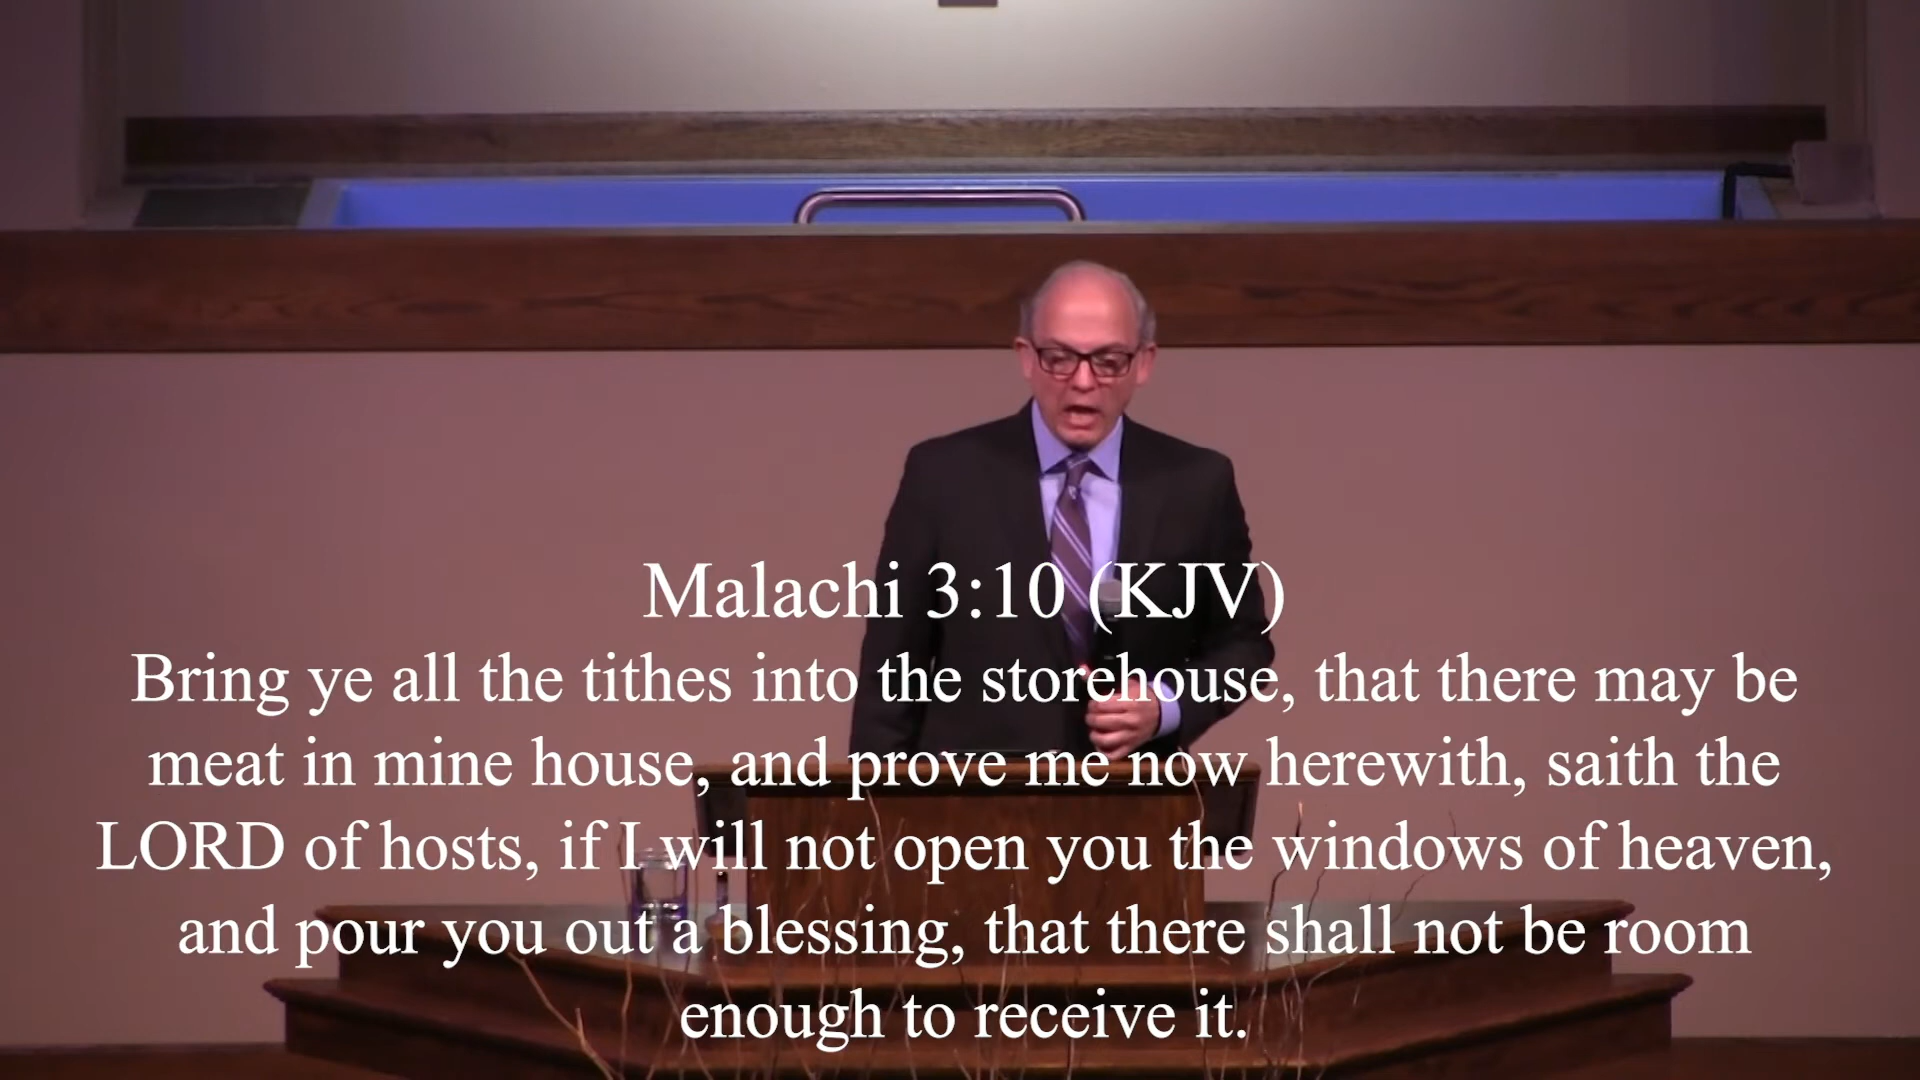 Malachi 3:10 (KJV)
Bring ye all the tithes into the storehouse, that there may be
meat in mine house, and prove me now herewith, saith the
LORD of hosts, if I will not open you the windows of heaven,
and pour you out a blessing, that there shall not be room
enough to receive it.